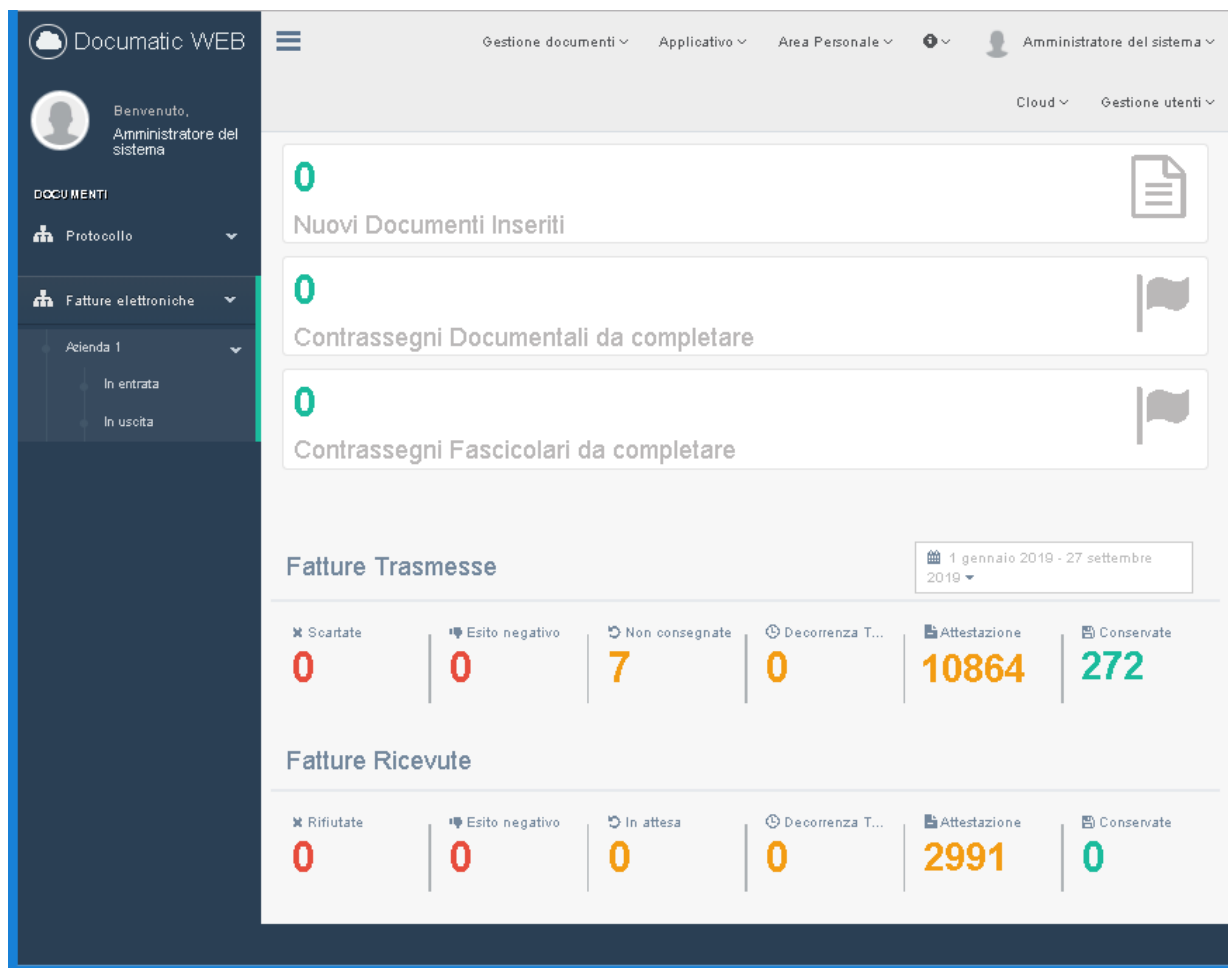 Documatic WEB
Gestione documenti
Applicativo
Area Personale
Amministratore del sistema
Cloud
Gestione utenti
Benvenuto,
Amministratore del
sistema
DOCUMENTI
Protocollo
Fatture elettroniche
Azienda 1
In entrata
In uscita
0
Nuovi Documenti Inseriti
0
Contrassegni Documentali da completare
0
Contrassegni Fascicolari da completare
Fatture Trasmesse
1 gennaio 2019 - 27 settembre
2019
Scartate
0
Esito negativo
0
Non consegnate
7
Decorrenza T...
0
Attestazione
10864
Conservate
272
Fatture Ricevute
Rifiutate
0
Esito negativo
0
In attesa
0
Decorrenza T...
0
Attestazione
2991
Conservate
0